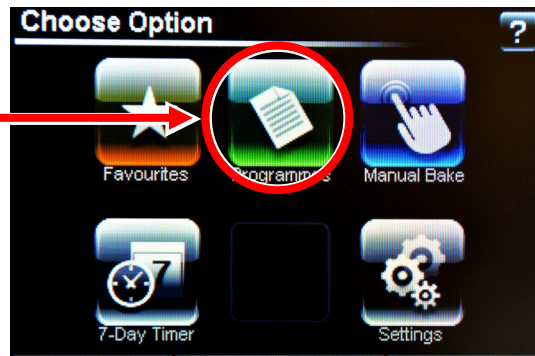 Choose Option
?
Favourites Programmes Manual Bake
7
7-Day Timer Settings